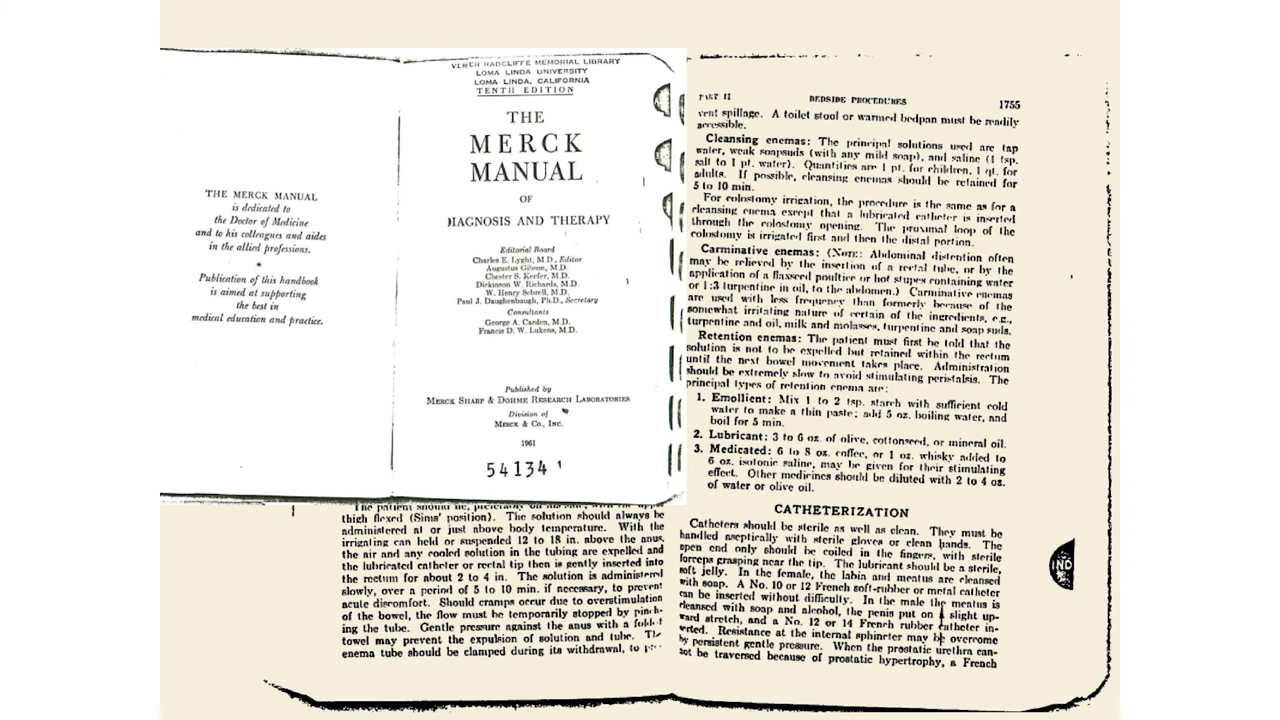 THE MERCK MANUAL
is dedicated to
the Doctor of Medicine
and to his colleagues and aides
in the allied professions.
★
Publication of this handbook
is aimed at supporting
the best in
medical education and practice.
RADCLIFFE MEMORIAL LIBRARY
LOMA LINDA UNIVERSITY
LOMA LINDA, CALIFORNIA
TENTH EDITION
THE
MERCK
MANUAL
OF
IAGNOSIS AND THERAPY
Editorial Board
Charles E. Lyght, M.D., Editor
Augustus Gibson, M.D.
Chester S. Keefer, M.D.
Dickinson W. Richards, M.D.
W. Henry Sebrell, M.D.
Paul J. Daughenbaugh, Ph.D., Secretary
Consultants
George A. Carden, M.D.
Francis D. W. Lukens, M.D.
Published by
MERCK SHARP & DOHME RESEARCH LABORATORIES
Division of
MERCK & CO., INC.
1961
54134
thigh flexed (Sims' position). The solution should always be
administered at or just above body temperature. With the
irrigating can held or suspended 12 to 18 in. above the anus,
the air and any cooled solution in the tubing are expelled and
the lubricated catheter or rectal tip then is gently inserted into
the rectum for about 2 to 4 in. The solution is administered
slowly, over a period of 5 to 10 min. if necessary, to prevent
acute discomfort. Should cramps occur due to overstimulation
of the bowel, the flow must be temporarily stopped by pinch-
ing the tube. Gentle pressure against the anus with a
towel may prevent the expulsion of solution and tube.
enema tube should be clamped during its withdrawal, to
PART II BEDSIDE PROCEDURES 1755
vent spillage. A toilet stool or warmed bedpan must be readily
accessible.
Cleansing enemas: The principal solutions used are tap
water, weak soapsuds (with any mild soap), and saline (1 tsp.
salt to 1 pt. water). Quantities are 1 pt. for children, 1 qt. for
adults. If possible, cleansing enemas should be retained for
5 to 10 min.
For colostomy irrigation, the procedure is the same as for a
cleansing enema except that a lubricated catheter is inserted
through the colostomy opening. The proximal loop of the
colostomy is irrigated first and then the distal portion.
Carminative enemas: (NOTE: Abdominal distention often
may be relieved by the insertion of a rectal tube, or by the
application of a flaxseed poultice or hot stupes containing water
or 1:3 turpentine in oil, to the abdomen.) Carminative enemas
are used with less frequency than formerly because of the
somewhat irritating nature of certain of the ingredients, e.g.,
turpentine and oil, milk and molasses, turpentine and soap suds.
Retention enemas: The patient must first be told that the
solution is not to be expelled but retained within the rectum
until the next bowel movement takes place. Administration
should be extremely slow to avoid stimulating peristalsis. The
principal types of retention enema are:
1. Emollient: Mix 1 to 2 tsp. starch with sufficient cold
water to make a thin paste; add 5 oz. boiling water, and
boil for 5 min.
2. Lubricant: 3 to 6 oz. of olive, cottonseed, or mineral oil.
3. Medicated: 6 to 8 oz. coffee, or 1 oz. whisky added to
6 oz. isotonic saline, may be given for their stimulating
effect. Other medicines should be diluted with 2 to 4 oz.
of water or olive oil.
CATHETERIZATION
Catheters should be sterile as well as clean. They must be
handled aseptically with sterile gloves or clean hands. The
open end only should be coiled in the fingers, with sterile
forceps grasping near the tip. The lubricant should be a sterile,
soft jelly. In the female, the labia and meatus are cleansed
with soap. A No. 10 or 12 French soft-rubber or metal catheter
can be inserted without difficulty. In the male the meatus is
cleansed with soap and alcohol, the penis put on a slight up-
ward stretch, and a No. 12 or 14 French rubber catheter in-
serted. Resistance at the internal sphincter may be overcome
by persistent gentle pressure. When the prostatic urethra can-
not be traversed because of prostatic hypertrophy, a French
IND